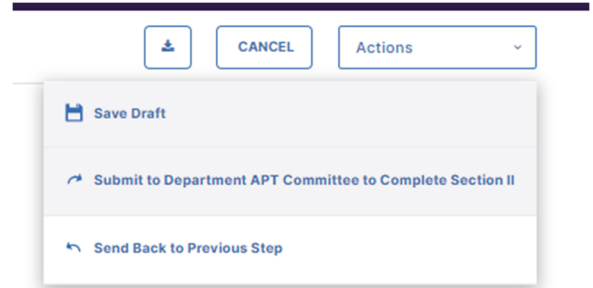 CANCEL
Actions
Save Draft
Submit to Department APT Committee to Complete Section II
Send Back to Previous Step